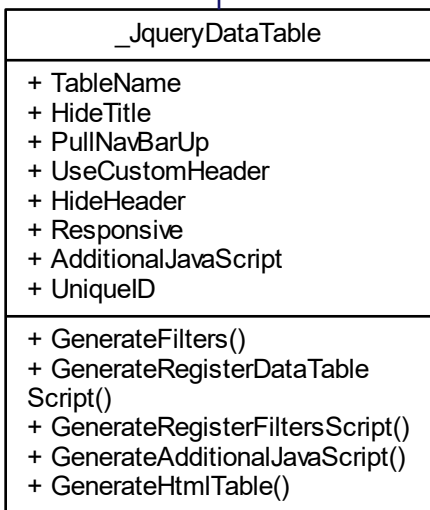 _JqueryDataTable
+ TableName
+ HideTitle
+ PullNavBarUp
+ UseCustomHeader
+ HideHeader
+ Responsive
+ AdditionalJavaScript
+ UniqueID
+ GenerateFilters()
+ GenerateRegisterDataTable
Script()
+ GenerateRegisterFiltersScript()
+ GenerateAdditionalJavaScript()
+ GenerateHtmlTable()